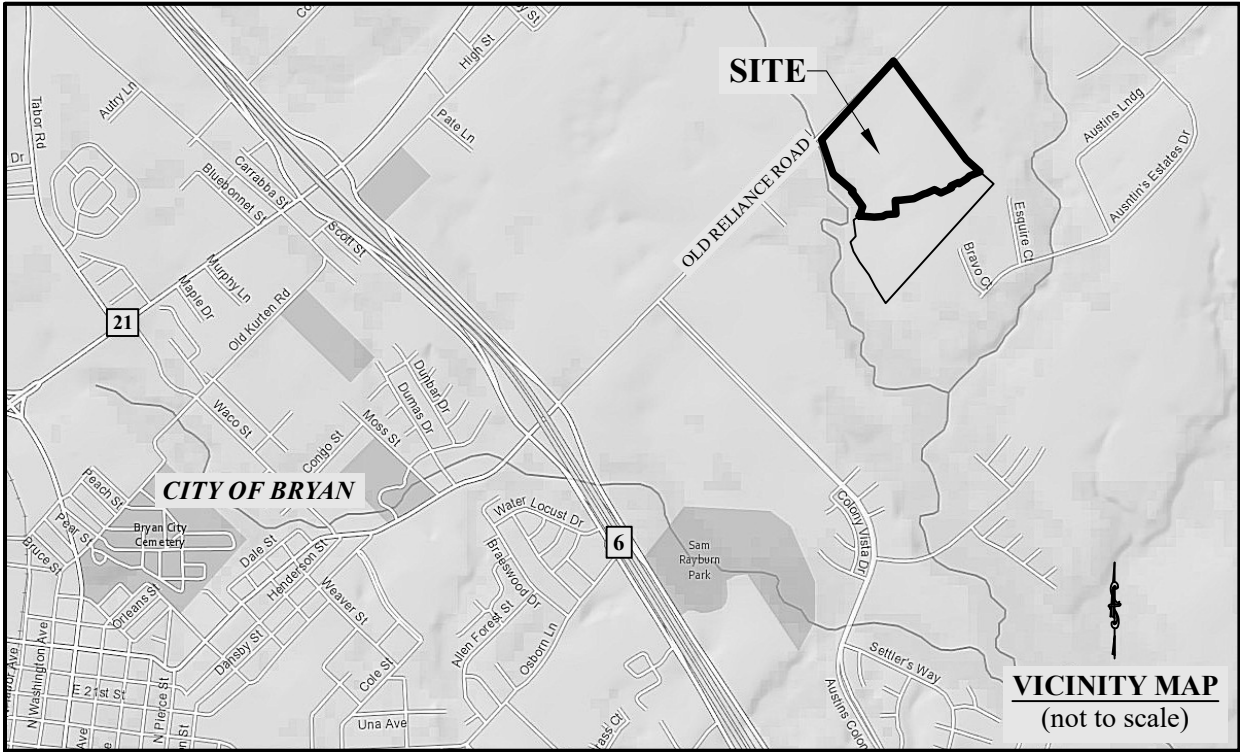 SITE
OLD RELIANCE ROAD
Tabor Rd
Autry Ln
High St
Pate Ln
Dr
Carrabba St
Bluebonnet St
Scott St
Murphy Ln
Maple Dr
Old Kurten Rd
21
Austins Lndg
Ausntin's Estates Dr
Esquire Ct
Bravo Ct
Dunbar Dr
Dumas Dr
Waco St
Moss St
Congo St
CITY OF BRYAN
Peach St
Pear St
Bruce St
Bryan City
Cemetery
Dale St
Henderson St
Orleans St
Weaver St
Dansby St
Cole St
Water Locust Dr
Braeswood Dr
Allen Forest St
Osborn Ln
6
Sam
Rayburn
Park
Colony Vista Dr
Settler's Way
Austins Colon
N Washington Ave
E 21st St
N Pierce St
on St
Una Ave
ass Ct
VICINITY MAP
(not to scale)